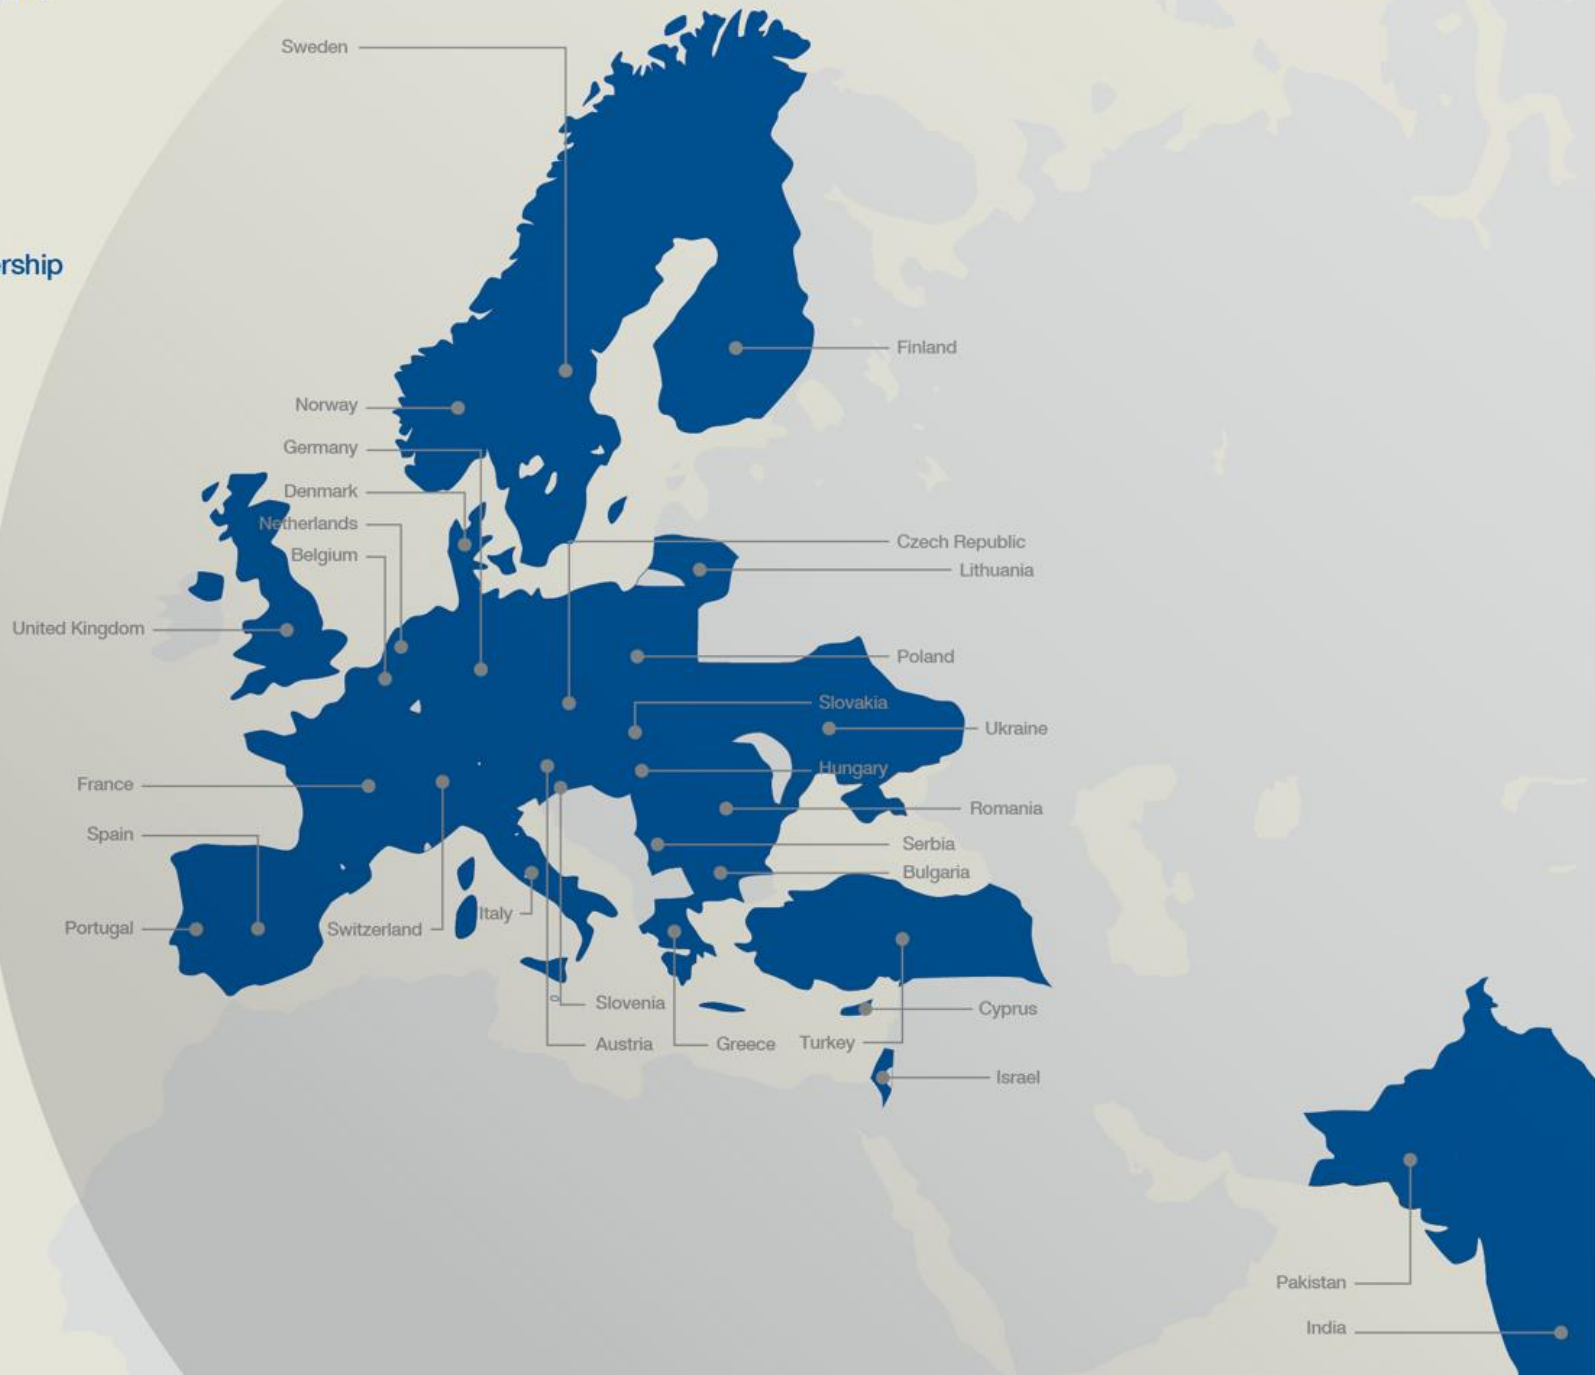 Sweden
rship
Finland
Norway
Germany
Denmark
Netherlands
Czech Republic
Belgium
Lithuania
United Kingdom
Poland
Slovakia
Ukraine
Hungary
France
Romania
Spain
Serbia
Bulgaria
Italy
Portugal
Switzerland
Slovenia
Cyprus
Austria
Greece
Turkey
Israel
Pakistan
India